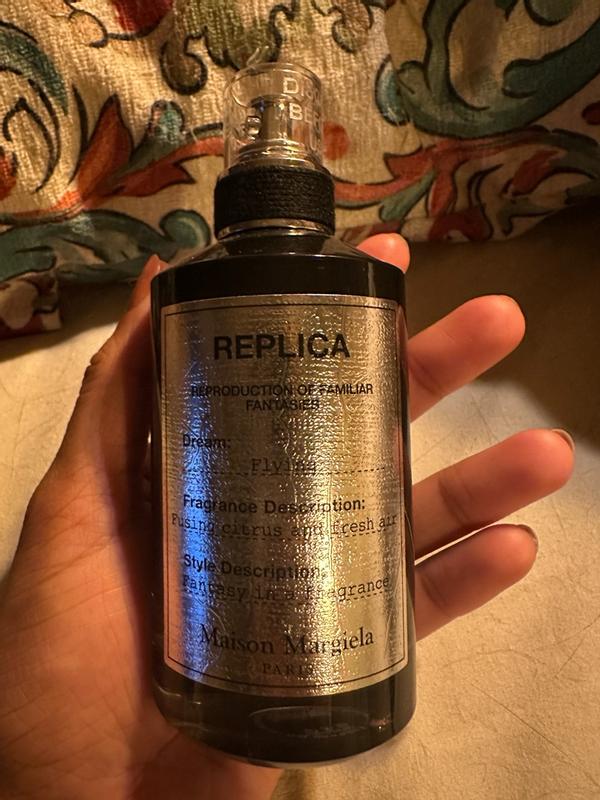 REPLICA
REPRODUCTION OF FAMILIAR
FANTASIES
Dream:
Flying
Fragrance Description:
Fusing citrus and fresh air
Style Description:
Fantasy in a fragrance
Maison Margiela
PARIS